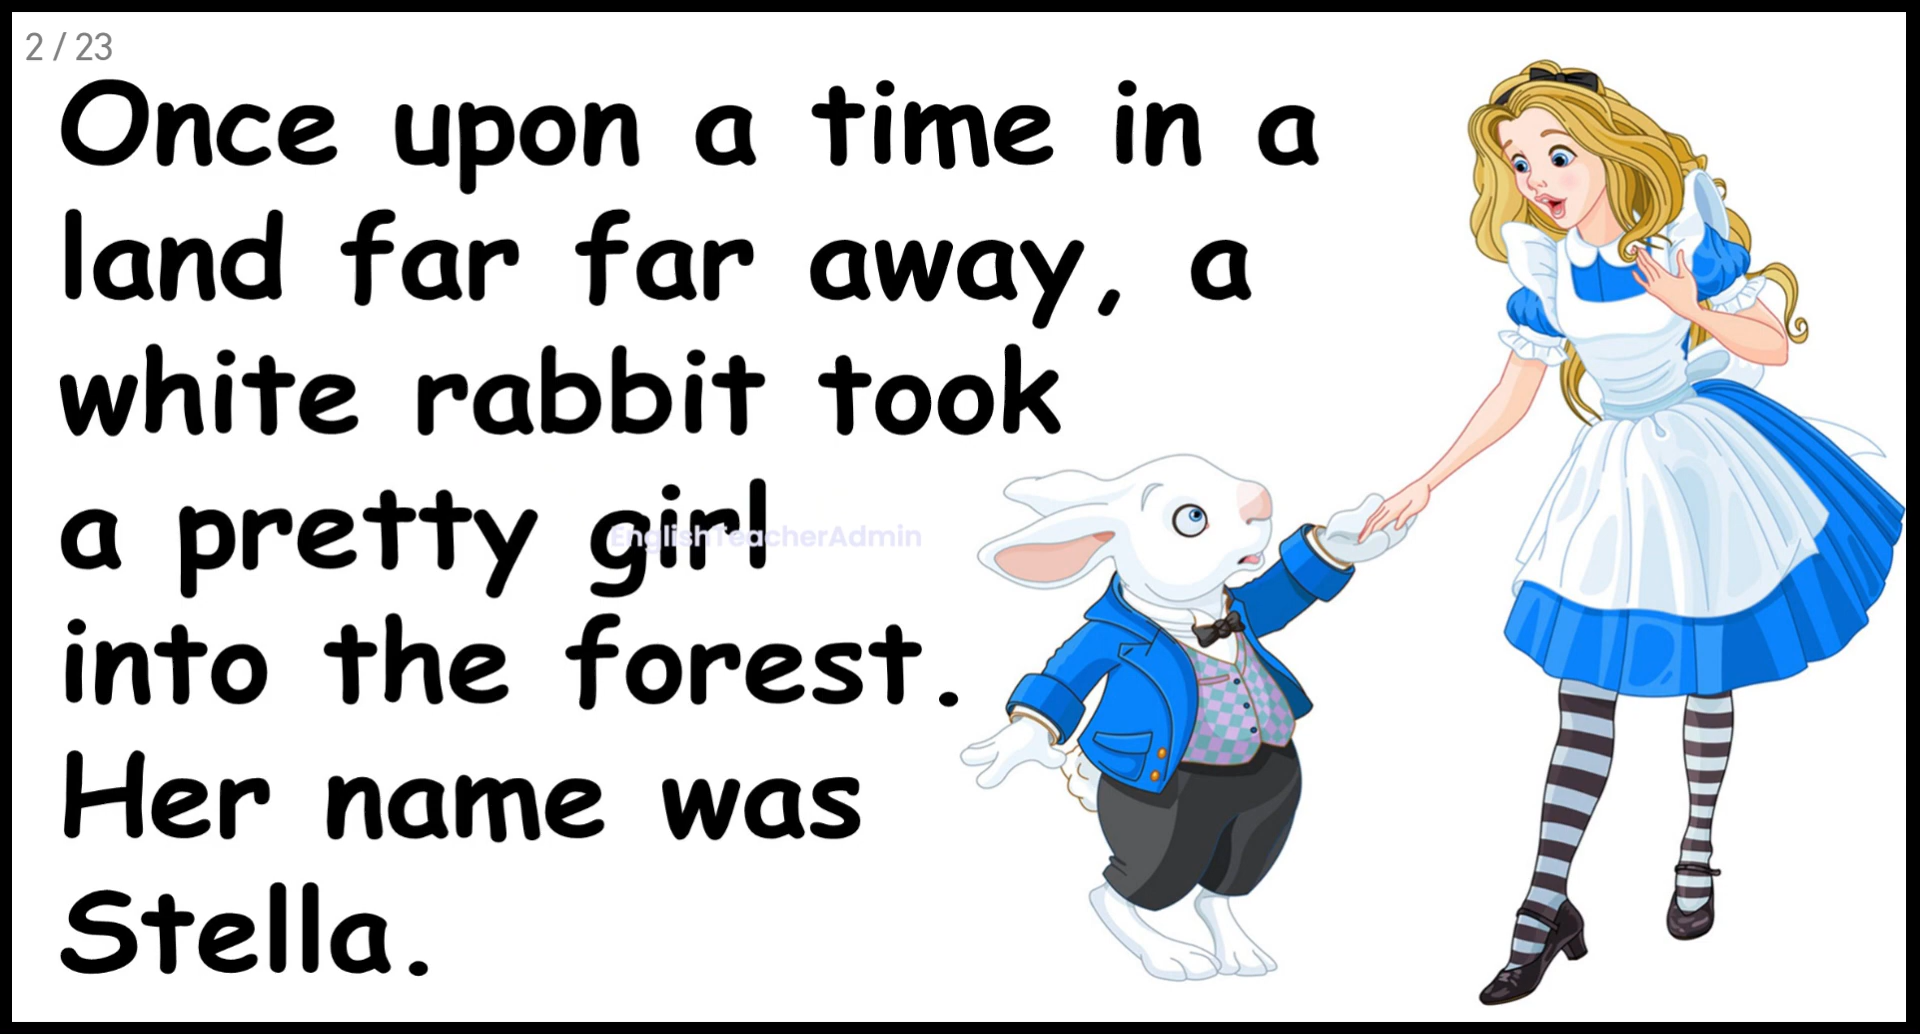 2 / 23
Once upon a time in a
land far far away, a
white rabbit took
a pretty girl
EnglishTeacherAdmin
into the forest.
Her name was
Stella.